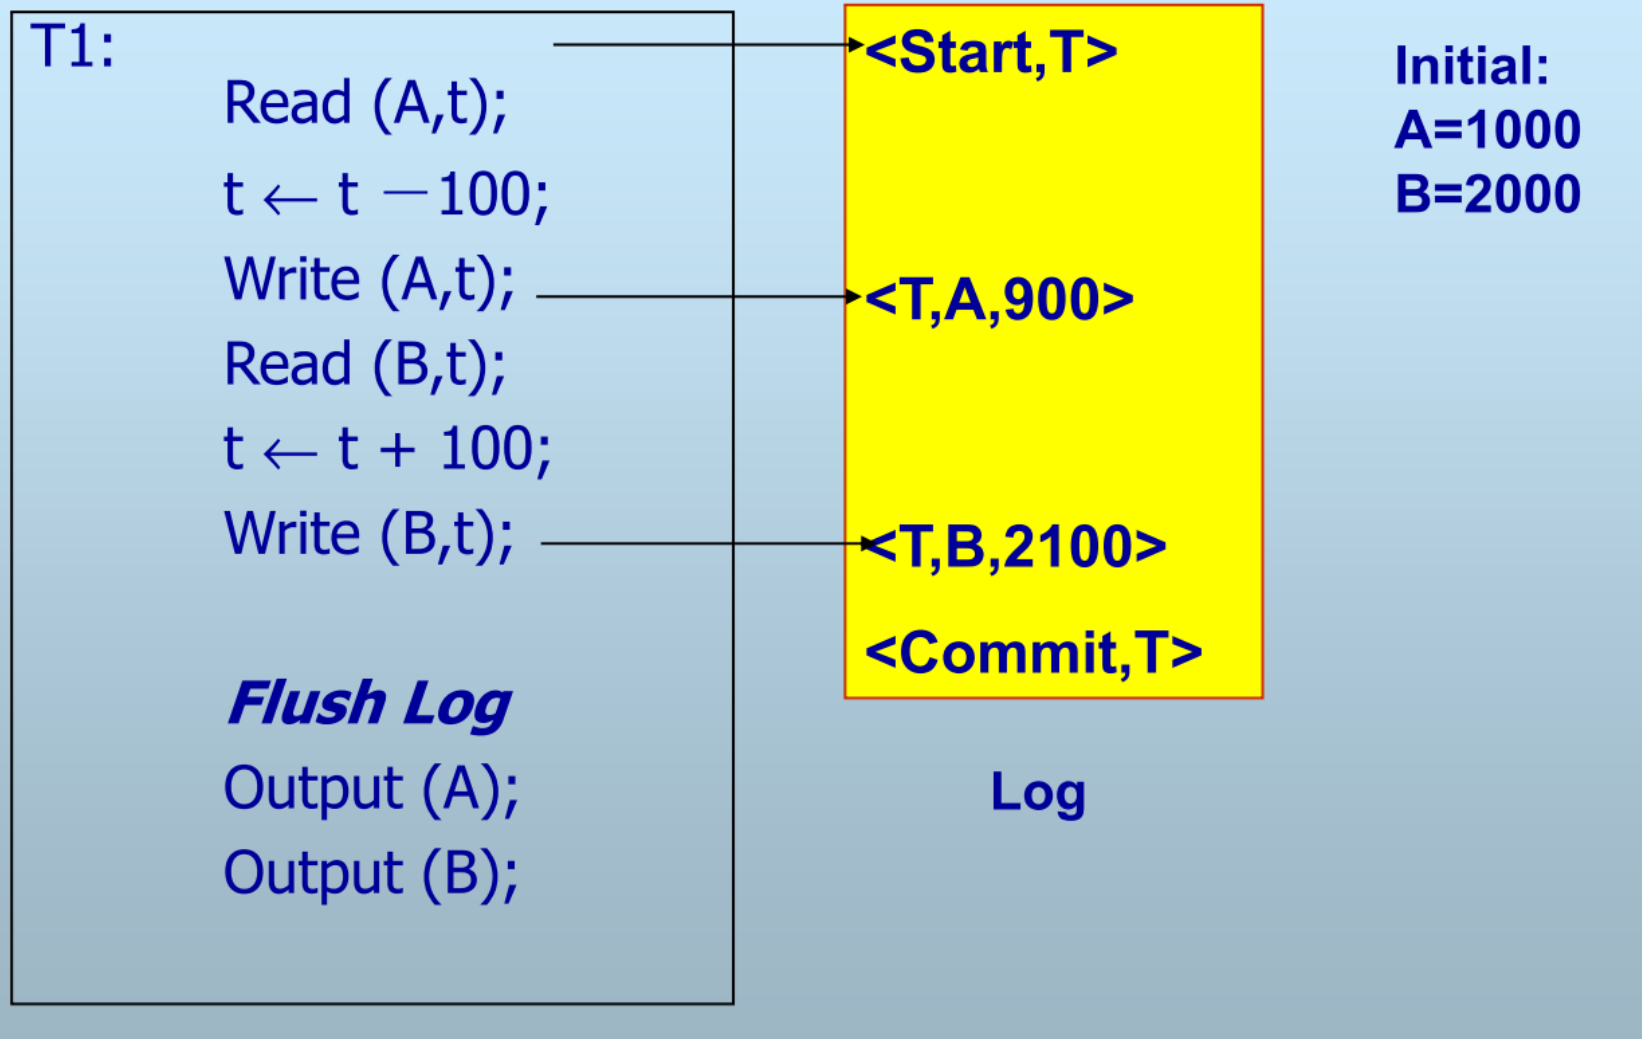 T1:
Read (A,t);
t ← t －100;
Write (A,t);
Read (B,t);
t ← t + 100;
Write (B,t);
Flush Log
Output (A);
Output (B);
<Start,T>
<T,A,900>
<T,B,2100>
<Commit,T>
Log
Initial:
A=1000
B=2000